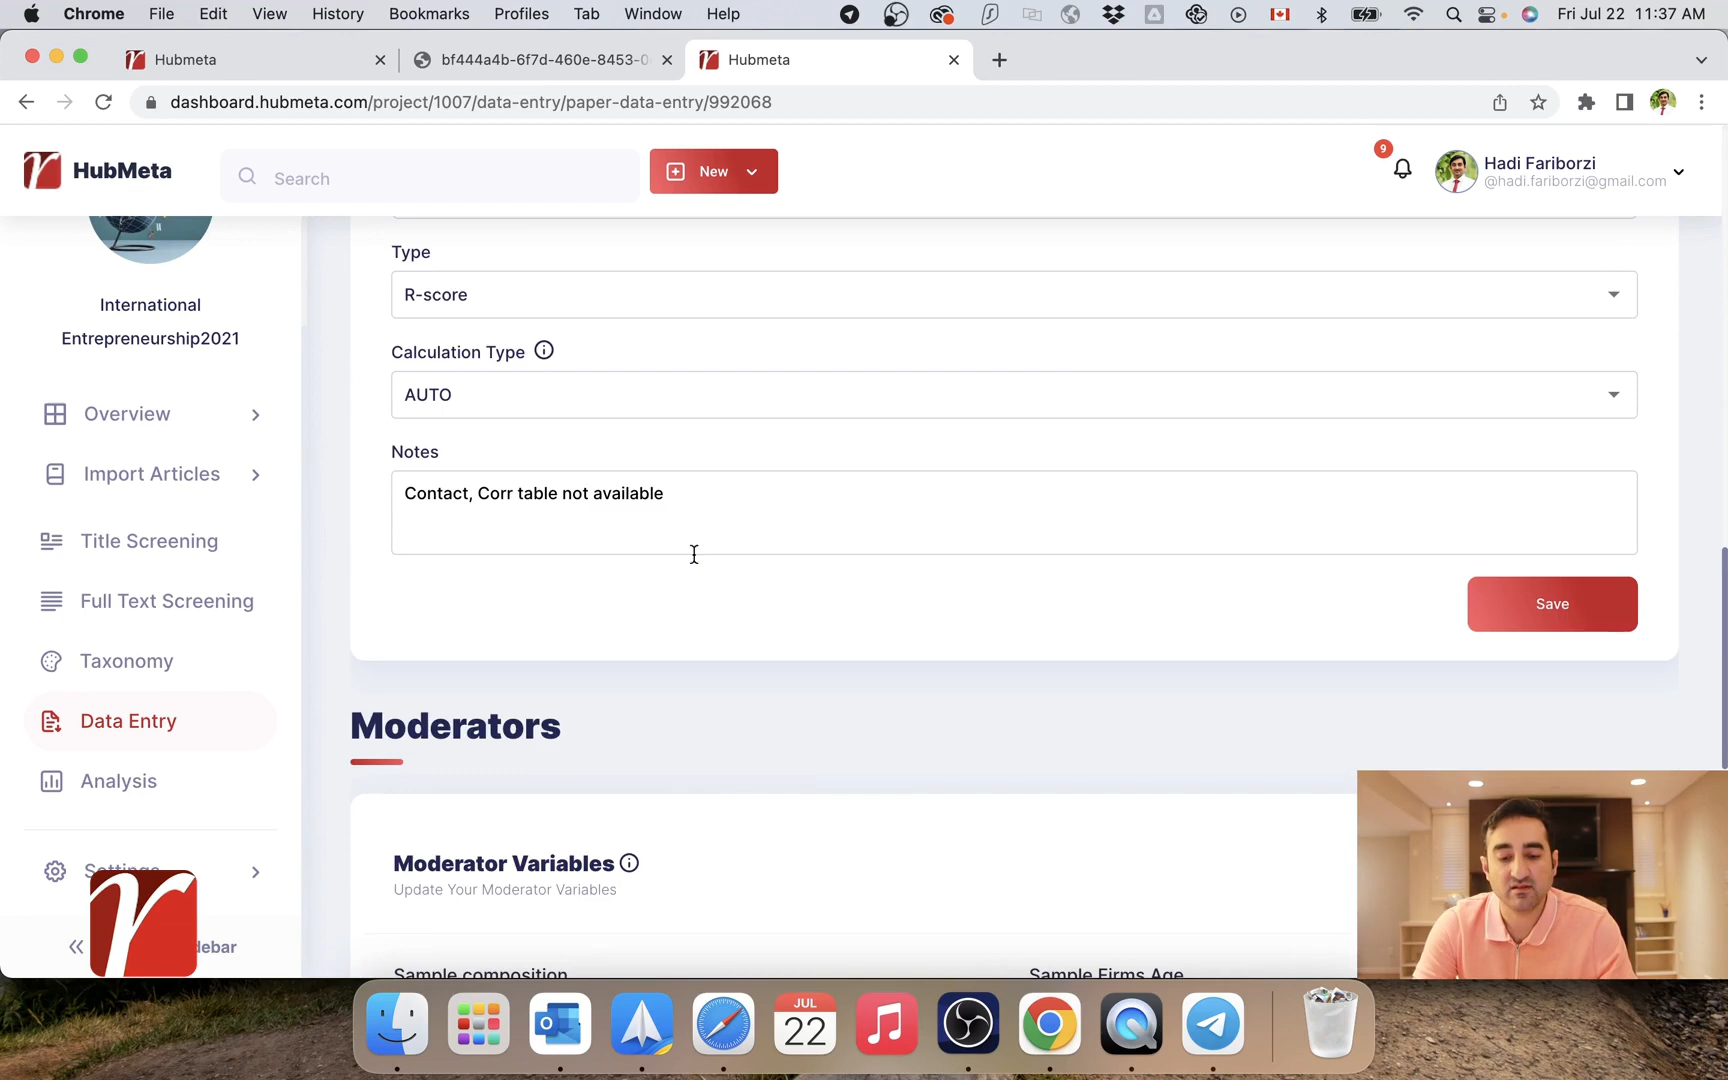 Chrome File Edit View History Bookmarks Profiles Tab Window Help
Fri Jul 22 11:37 AM
Hubmeta
bf444a4b-6f7d-460e-8453-0
Hubmeta
dashboard.hubmeta.com/project/1007/data-entry/paper-data-entry/992068
HubMeta
Search
New
9
Hadi Fariborzi
@hadi.fariborzi@gmail.com
International
Entrepreneurship2021
Overview
Import Articles
Title Screening
Full Text Screening
Taxonomy
Data Entry
Analysis
Settings
debar
Type
R-score
Calculation Type
AUTO
Notes
Contact, Corr table not available
Save
Moderators
Moderator Variables
Update Your Moderator Variables
Sample composition
Sample Firms Age
JUL
22